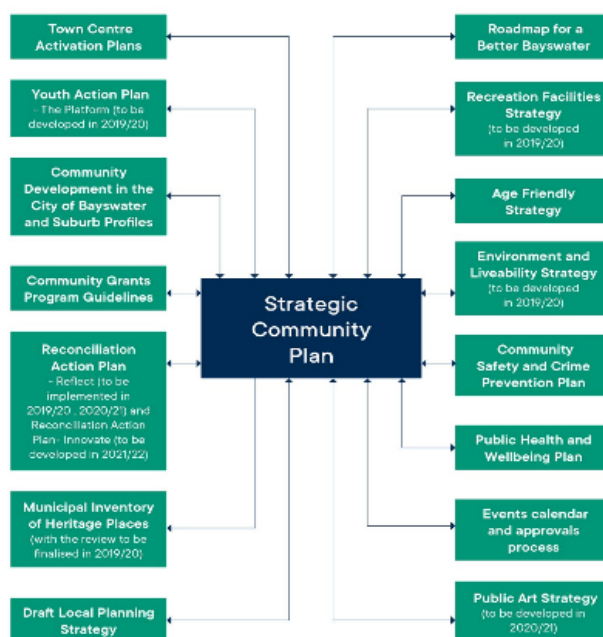 Town Centre
Activation Plans
Youth Action Plan
- The Platform (to be
developed in 2019/20)
Community
Development in the
City of Bayswater
and Suburb Profiles
Community Grants
Program Guidelines
Reconciliation
Action Plan
- Reflect (to be
implemented in
2019/20 , 2020/21) and
Reconciliation Action
Plan- Innovate (to be
developed in 2021/22)
Municipal Inventory
of Heritage Places
(with the review to be
finalised in 2019/20)
Draft Local Planning
Strategy
Strategic
Community
Plan
Roadmap for a
Better Bayswater
Recreation Facilities
Strategy
(to be developed
in 2019/20)
Age Friendly
Strategy
Environment and
Liveability Strategy
(to be developed
in 2019/20)
Community
Safety and Crime
Prevention Plan
Public Health and
Wellbeing Plan
Events calendar
and approvals
process
Public Art Strategy
(to be developed in
2020/21)